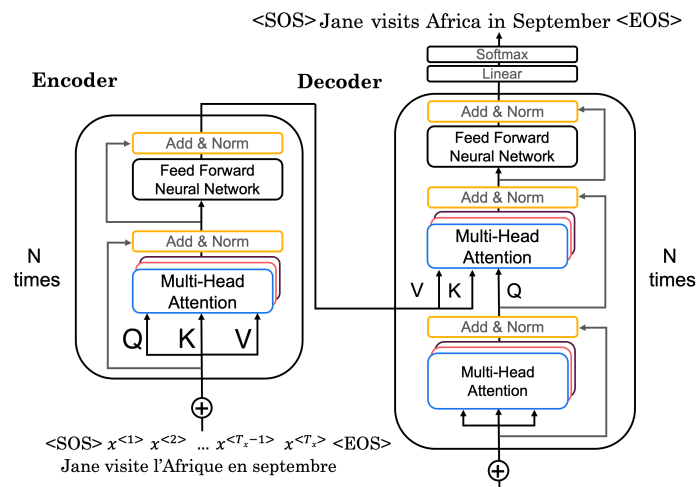 <SOS> Jane visits Africa in September <EOS>
Softmax
Linear
Encoder
Decoder
Add & Norm
Feed Forward
Neural Network
Add & Norm
Multi-Head
Attention
Q K V
N
times
<SOS> x<1> x<2> ... x<Tx−1> x<Tx> <EOS>
Jane visite l'Afrique en septembre
Add & Norm
Feed Forward
Neural Network
Add & Norm
Multi-Head
Attention
V K Q
Add & Norm
Multi-Head
Attention
N
times